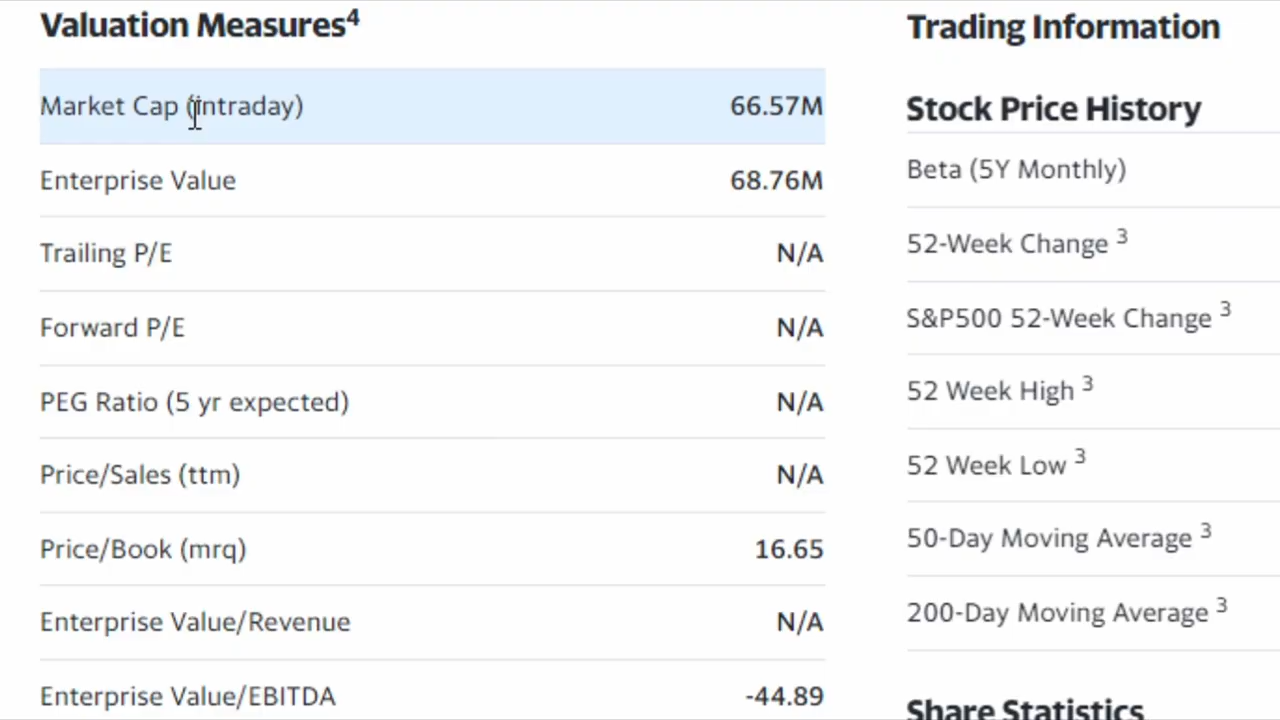 Valuation Measures4
Market Cap (intraday) 66.57M
Enterprise Value 68.76M
Trailing P/E N/A
Forward P/E N/A
PEG Ratio (5 yr expected) N/A
Price/Sales (ttm) N/A
Price/Book (mrq) 16.65
Enterprise Value/Revenue N/A
Enterprise Value/EBITDA -44.89
Trading Information
Stock Price History
Beta (5Y Monthly)
52-Week Change 3
S&P500 52-Week Change 3
52 Week High 3
52 Week Low 3
50-Day Moving Average 3
200-Day Moving Average 3
Share Statistics